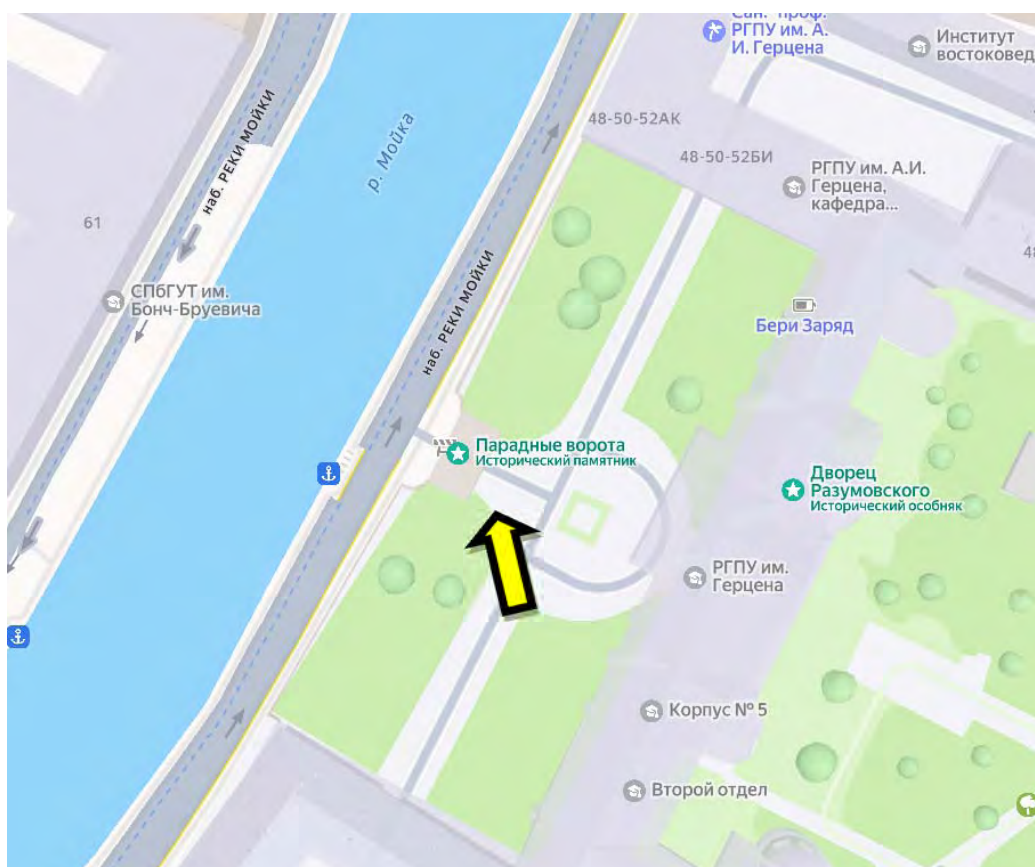 Сан.-проф.
РГПУ им. А.
И. Герцена
Институт
востоковед
48-50-52АК
наб. РЕКИ МОЙКИ
р. Мойка
48-50-52БИ
РГПУ им. А.И.
Герцена,
кафедра...
61
48
СПбГУТ им.
Бонч-Бруевича
наб. РЕКИ МОЙКИ
Бери Заряд
Парадные ворота
Исторический памятник
Дворец
Разумовского
Исторический особняк
РГПУ им.
Герцена
Корпус № 5
Второй отдел